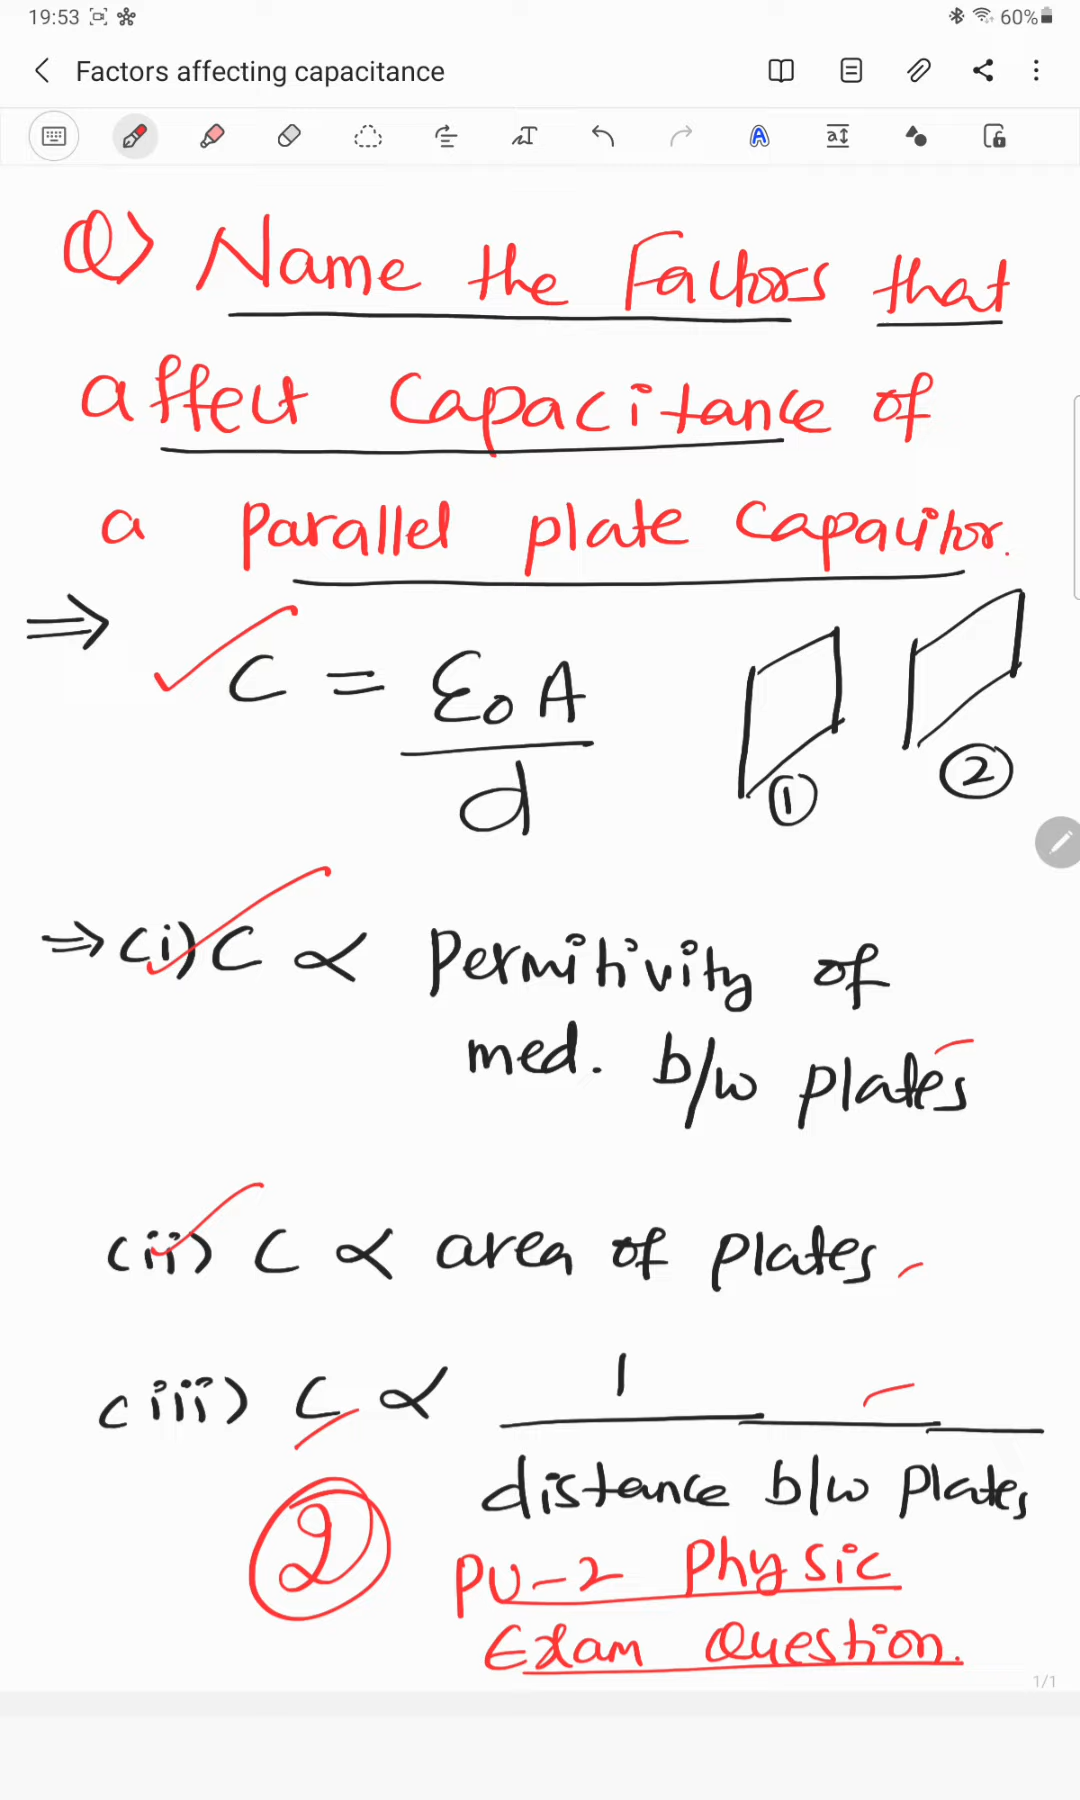 19:53
60%
Factors affecting capacitance
Q) Name the Factors that
affect Capacitance of
a parallel plate Capacitor.
⇒ C = ε₀A
d
① ②
⇒ (i) C ∝ Permitivity of
med. b/w plates
(ii) C ∝ area of plates
(iii) C ∝ 1
distance b/w plates
② PU-2 Physic
Exam Question.
1/1